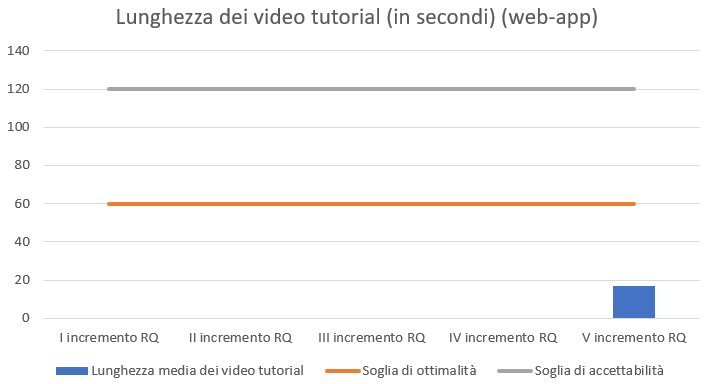 Lunghezza dei video tutorial (in secondi) (web-app)
140
120
100
80
60
40
20
0
I incremento RQ II incremento RQ III incremento RQ IV incremento RQ V incremento RQ
Lunghezza media dei video tutorial Soglia di ottimalità Soglia di accettabilità